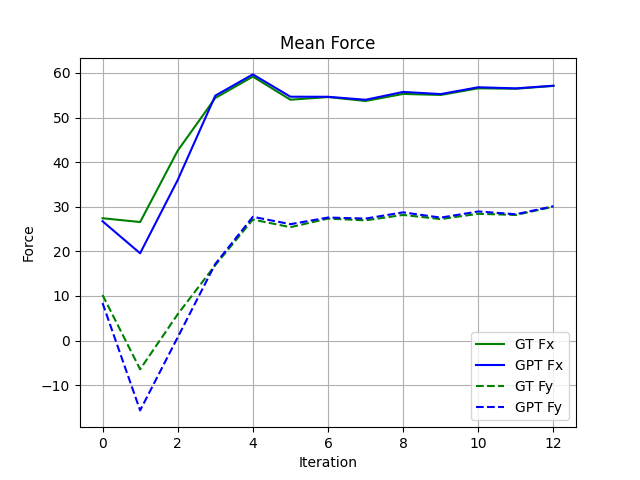 Mean Force
60
50
40
30
20
10
0
−10
Force
0 2 4 6 8 10 12
Iteration
GT Fx
GPT Fx
GT Fy
GPT Fy